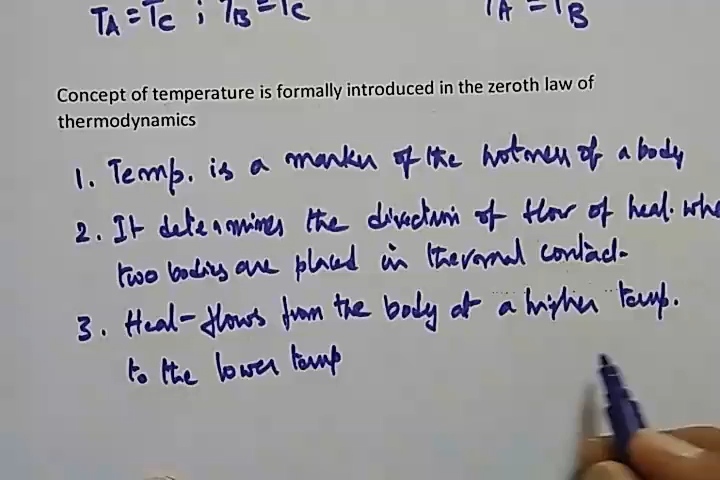 TA = TC ; TB = TC TA = TB
Concept of temperature is formally introduced in the zeroth law of
thermodynamics
1. Temp. is a marker of the hotness of a body
2. It determines the direction of flow of heat. whe
two bodies are placed in thermal contact.
3. Heat flows from the body at a higher temp.
to the lower temp